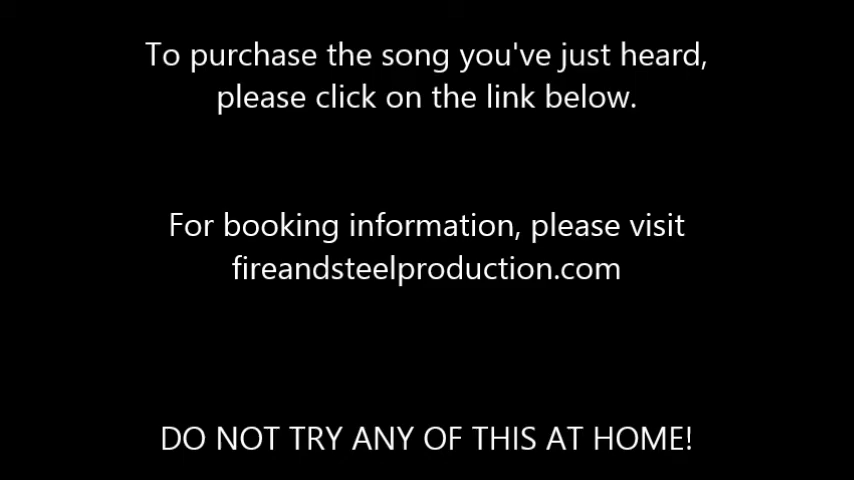 To purchase the song you've just heard,
please click on the link below.
For booking information, please visit
fireandsteelproduction.com
DO NOT TRY ANY OF THIS AT HOME!